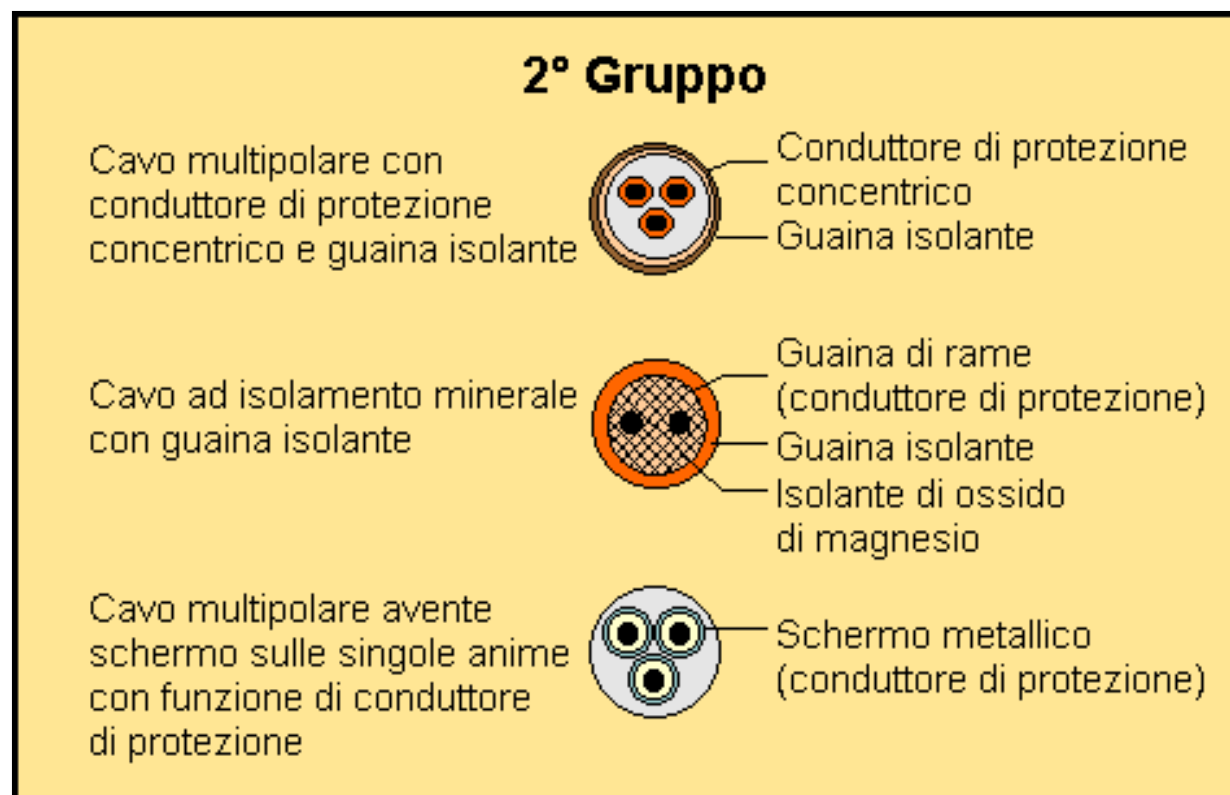 2° Gruppo
Cavo multipolare con
conduttore di protezione
concentrico e guaina isolante
Conduttore di protezione
concentrico
Guaina isolante
Cavo ad isolamento minerale
con guaina isolante
Guaina di rame
(conduttore di protezione)
Guaina isolante
Isolante di ossido
di magnesio
Cavo multipolare avente
schermo sulle singole anime
con funzione di conduttore
di protezione
Schermo metallico
(conduttore di protezione)